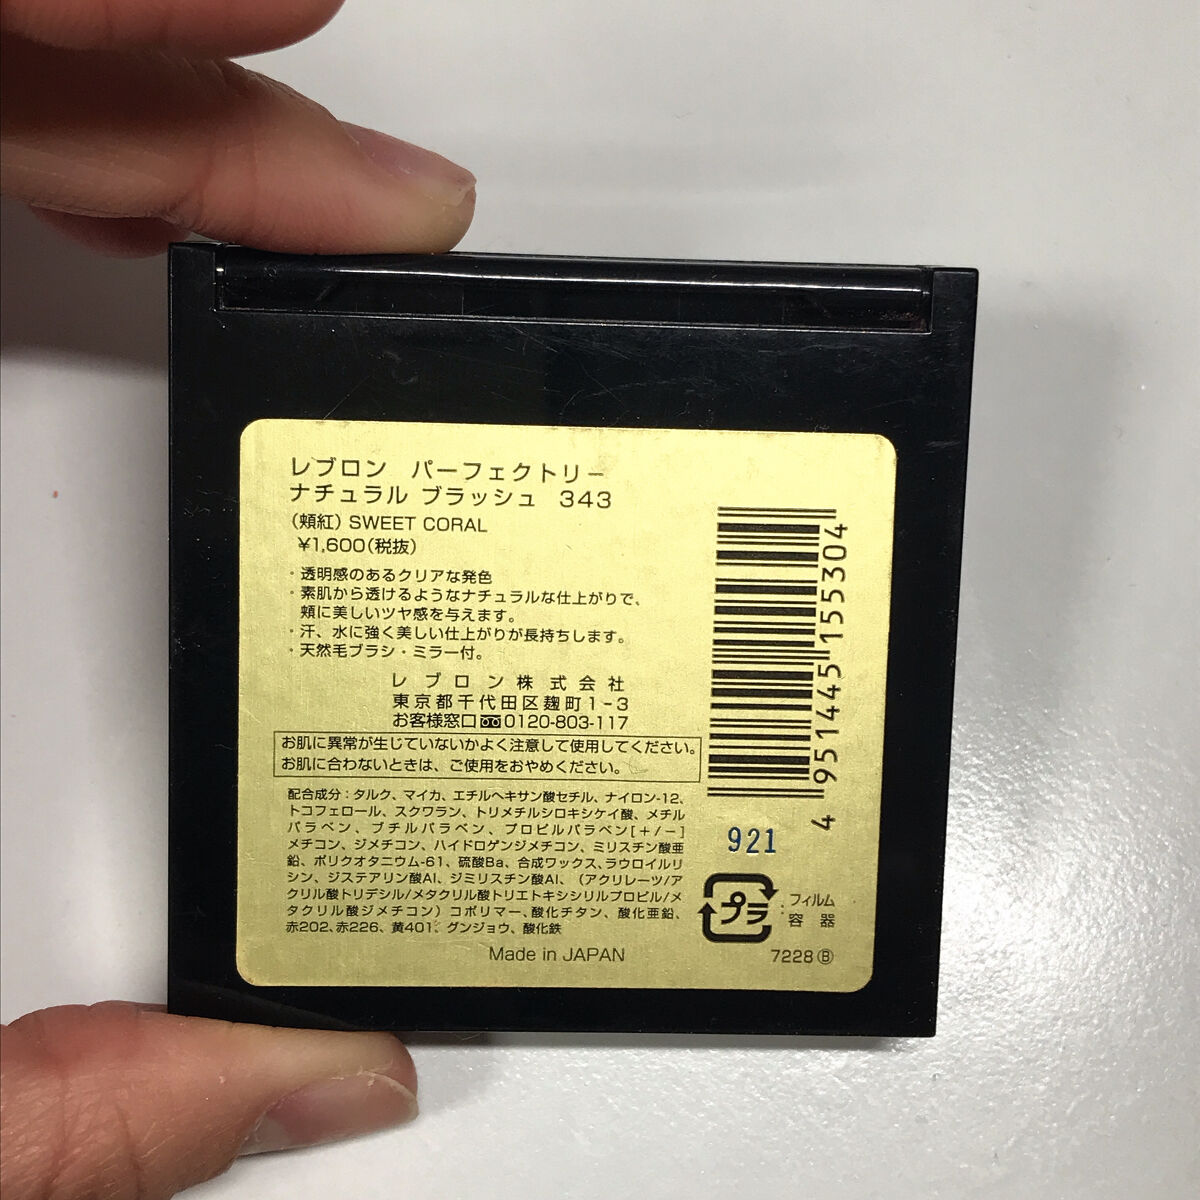 レブロン パーフェクトリー
ナチュラル ブラッシュ 343
(頬紅) SWEET CORAL
¥1,600(税抜)
・透明感のあるクリアな発色
・素肌から透けるようなナチュラルな仕上がりで、
頬に美しいツヤ感を与えます。
・汗、水に強く美しい仕上がりが長持ちします。
・天然毛ブラシ・ミラー付。
レブロン株式会社
東京都千代田区麹町1-3
お客様窓口 0120-803-117
お肌に異常が生じていないかよく注意して使用してください。
お肌に合わないときは、ご使用をおやめください。
配合成分：タルク、マイカ、エチルヘキサン酸セチル、ナイロン-12、
トコフェロール、スクワラン、トリメチルシロキシケイ酸、メチル
パラベン、ブチルパラベン、プロピルパラベン[+/−]
メチコン、ジメチコン、ハイドロゲンジメチコン、ミリスチン酸亜
鉛、ポリクオタニウム-61、硫酸Ba、合成ワックス、ラウロイルリ
シン、ジステアリン酸Al、ジミリスチン酸Al、（アクリレーツ/ア
クリル酸トリデシル/メタクリル酸トリエトキシシリルプロピル/メ
タクリル酸ジメチコン）コポリマー、酸化チタン、酸化亜鉛、
赤202、赤226、黄401、グンジョウ、酸化鉄
Made in JAPAN
4 951445 155304
921
プラ
：フィルム
容器
7228 Ⓑ